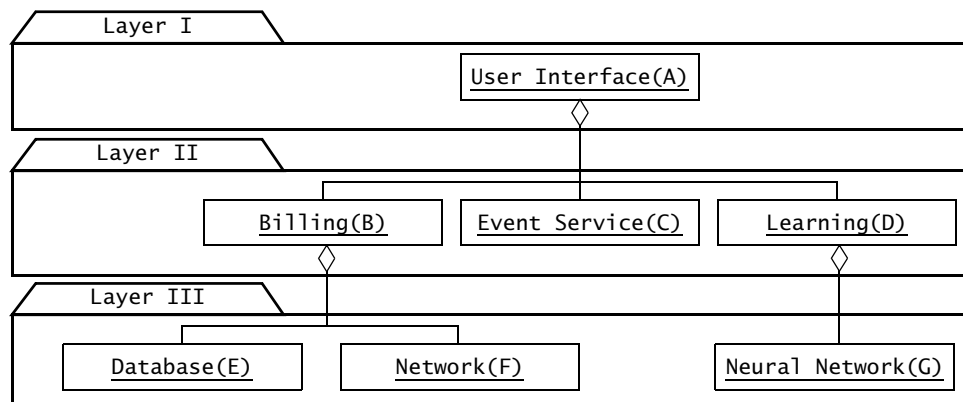 Layer I
User Interface(A)
Layer II
Billing(B)
Event Service(C)
Learning(D)
Layer III
Database(E)
Network(F)
Neural Network(G)